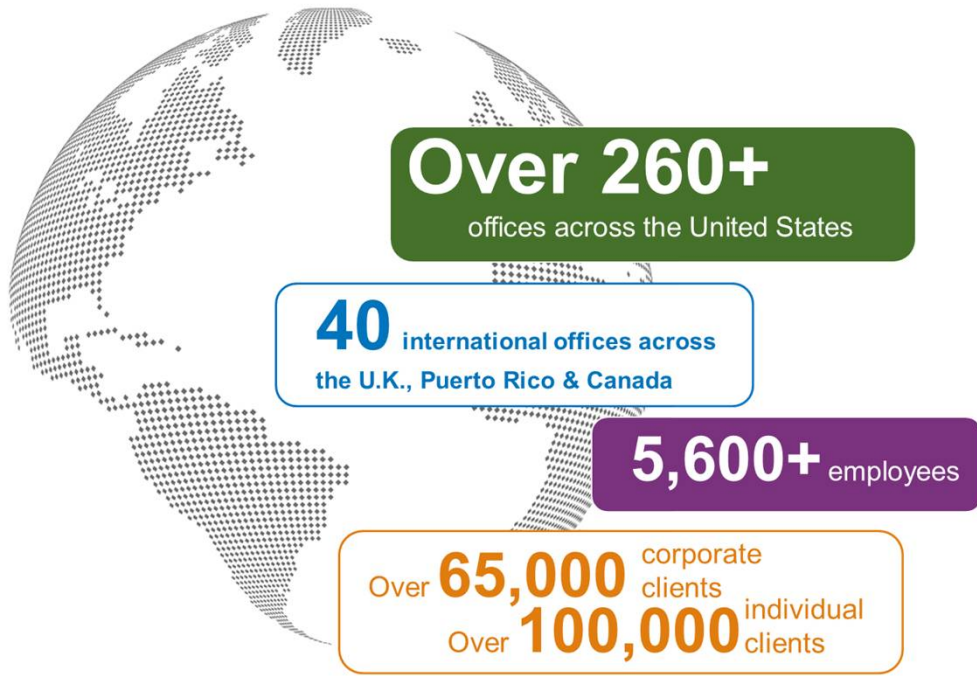 Over 260+
offices across the United States
40 international offices across
the U.K., Puerto Rico & Canada
5,600+ employees
Over 65,000 corporate clients
Over 100,000 individual clients